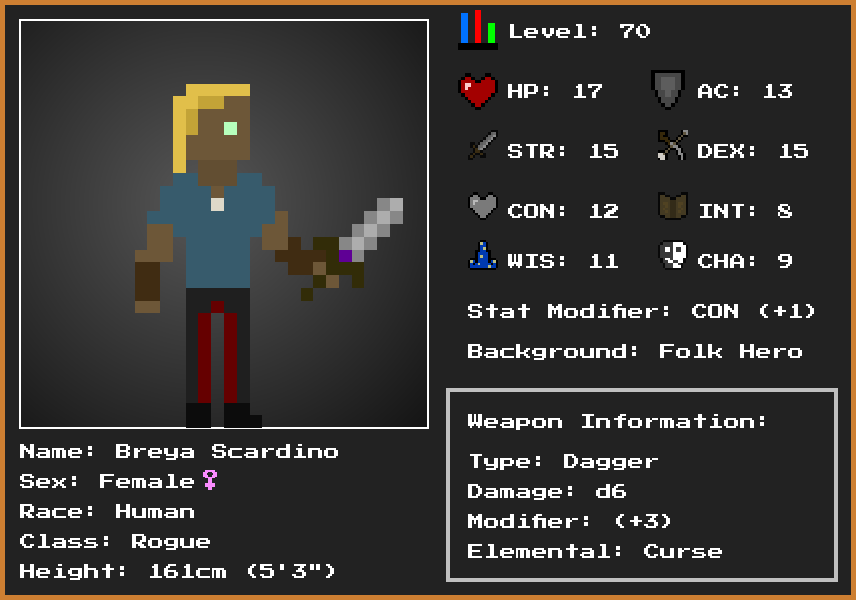 Level: 70
HP: 17
AC: 13
STR: 15
DEX: 15
CON: 12
INT: 8
WIS: 11
CHA: 9
Stat Modifier: CON (+1)
Background: Folk Hero
Weapon Information:
Type: Dagger
Damage: d6
Modifier: (+3)
Elemental: Curse
Name: Breya Scardino
Sex: Female♀
Race: Human
Class: Rogue
Height: 161cm (5'3")